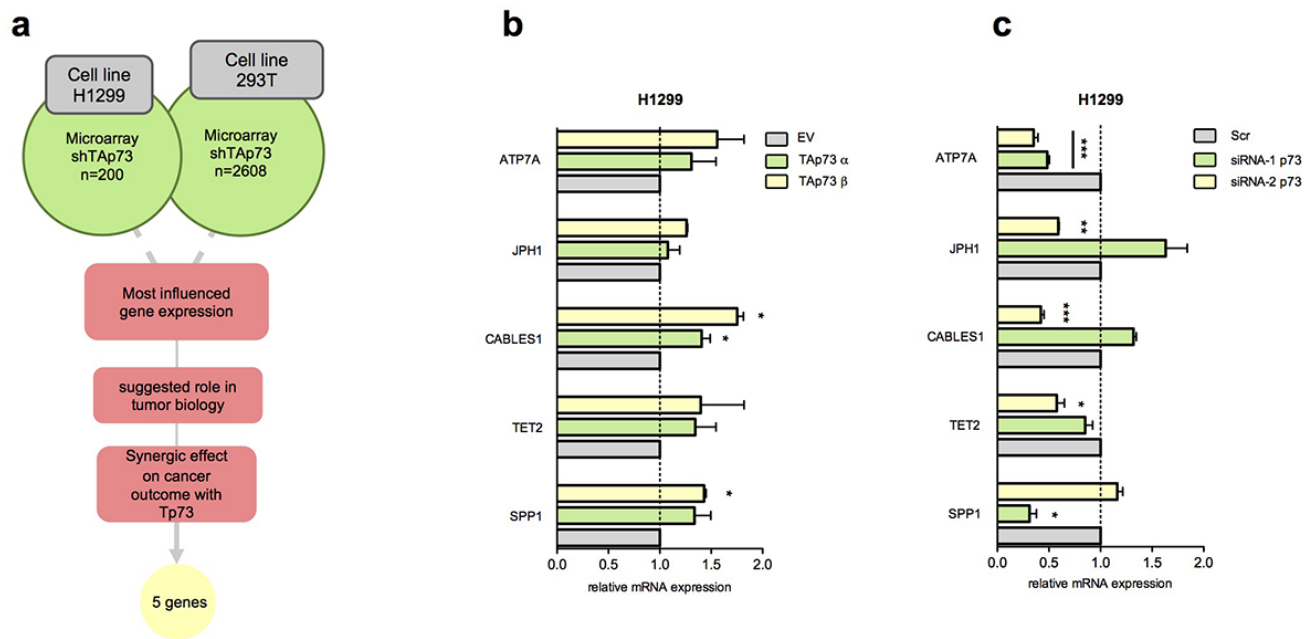 a
Cell line
H1299
Cell line
293T
Microarray
shTAp73
n=200
Microarray
shTAp73
n=2608
Most influenced
gene expression
suggested role in
tumor biology
Synergic effect
on cancer
outcome with
Tp73
5 genes
b
H1299
EV
TAp73 α
TAp73 β
ATP7A
JPH1
CABLES1
*
*
TET2
SPP1
*
0.0 0.5 1.0 1.5 2.0
relative mRNA expression
c
H1299
Scr
siRNA-1 p73
siRNA-2 p73
ATP7A
***
JPH1
**
CABLES1
***
TET2
*
SPP1
*
0.0 0.5 1.0 1.5 2.0
relative mRNA expression